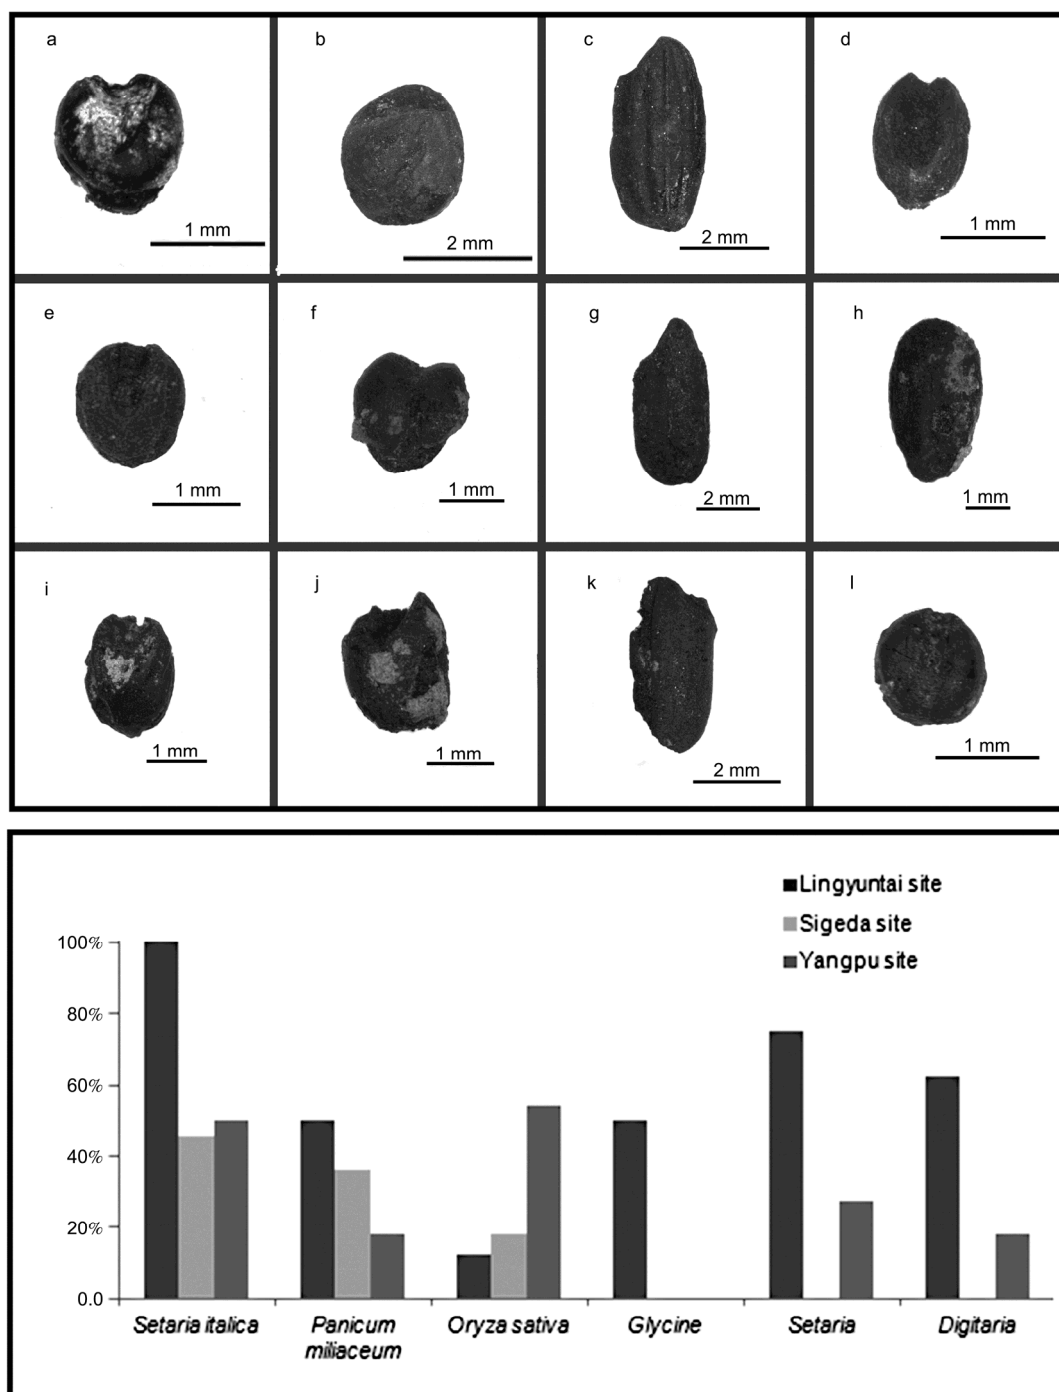 a
b
c
d
1 mm
2 mm
2 mm
1 mm
e
f
g
h
1 mm
1 mm
2 mm
1 mm
i
j
k
l
1 mm
1 mm
2 mm
1 mm
Lingyuntai site
Sigeda site
Yangpu site
100%
80%
60%
40%
20%
0.0
Setaria italica
Panicum
miliaceum
Oryza sativa
Glycine
Setaria
Digitaria